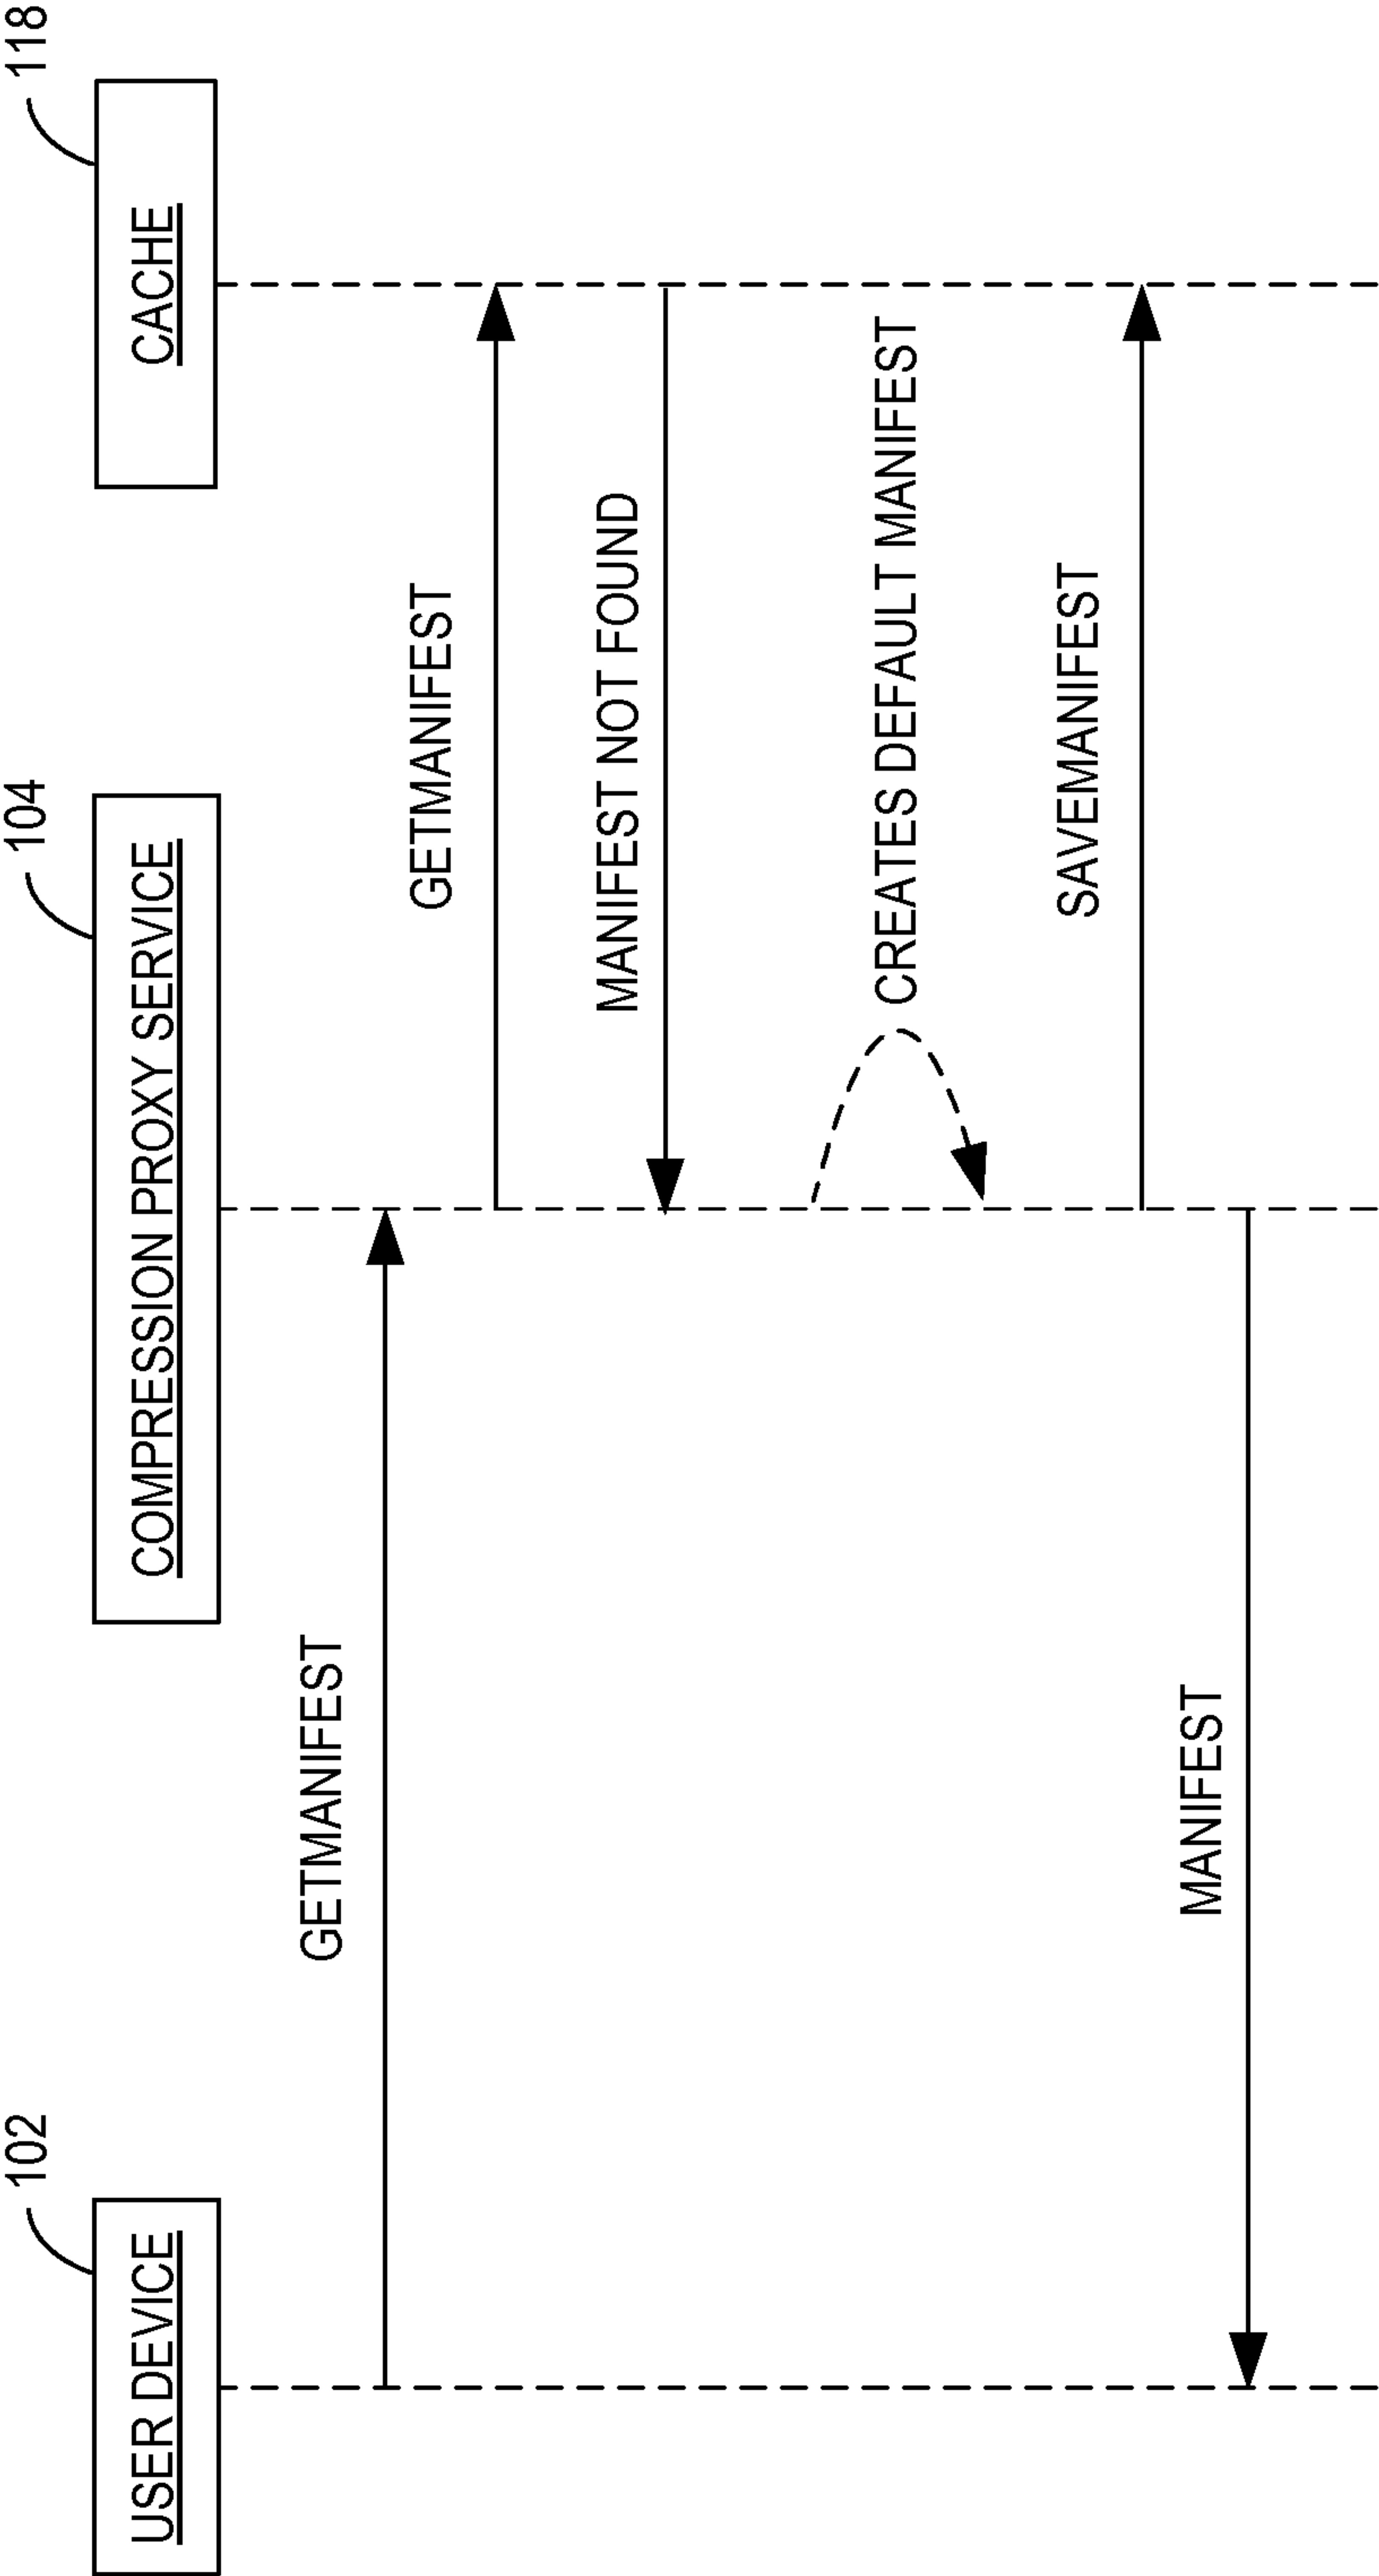 102
USER DEVICE
104
COMPRESSION PROXY SERVICE
118
CACHE
GETMANIFEST
GETMANIFEST
MANIFEST NOT FOUND
CREATES DEFAULT MANIFEST
SAVEMANIFEST
MANIFEST